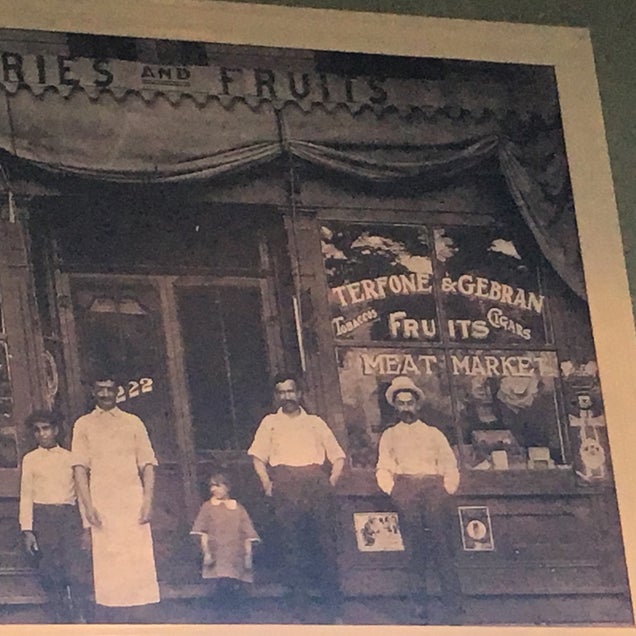 RIES AND FRUITS
TERFONE & GEBRAN
TOBACCOS FRUITS CIGARS
MEAT MARKET
222